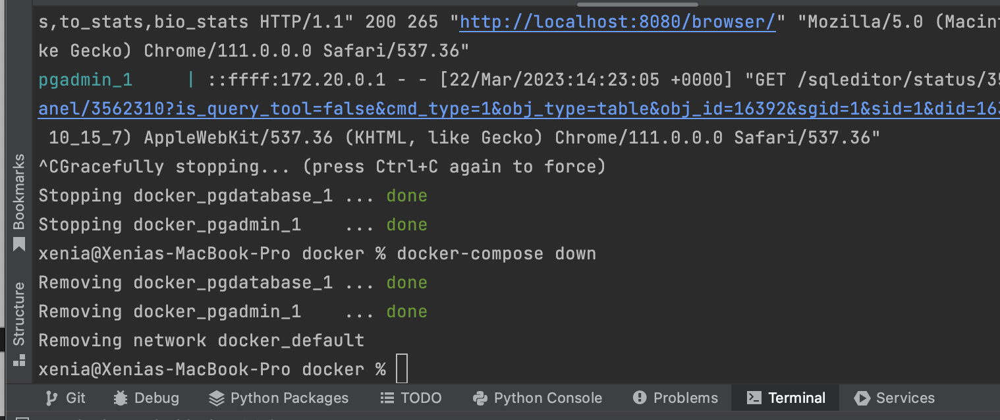 s,to_stats,bio_stats HTTP/1.1" 200 265 "http://localhost:8080/browser/" "Mozilla/5.0 (Macin
ke Gecko) Chrome/111.0.0.0 Safari/537.36"
pgadmin_1     | ::ffff:172.20.0.1 - - [22/Mar/2023:14:23:05 +0000] "GET /sqleditor/status/35
anel/3562310?is_query_tool=false&cmd_type=1&obj_type=table&obj_id=16392&sgid=1&sid=1&did=163
 10_15_7) AppleWebKit/537.36 (KHTML, like Gecko) Chrome/111.0.0.0 Safari/537.36"
^CGracefully stopping... (press Ctrl+C again to force)
Stopping docker_pgdatabase_1 ... done
Stopping docker_pgadmin_1    ... done
xenia@Xenias-MacBook-Pro docker % docker-compose down
Removing docker_pgdatabase_1 ... done
Removing docker_pgadmin_1    ... done
Removing network docker_default
xenia@Xenias-MacBook-Pro docker %
Bookmarks
Structure
Git Debug Python Packages TODO Python Console Problems Terminal Services